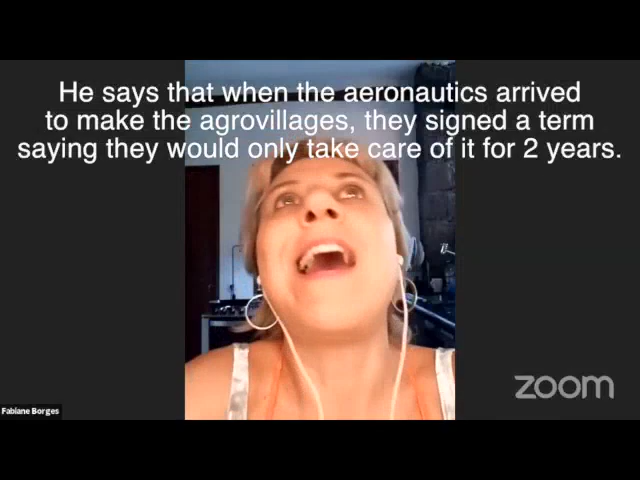 He says that when the aeronautics arrived
to make the agrovillages, they signed a term
saying they would only take care of it for 2 years.
zoom
Fabiane Borges